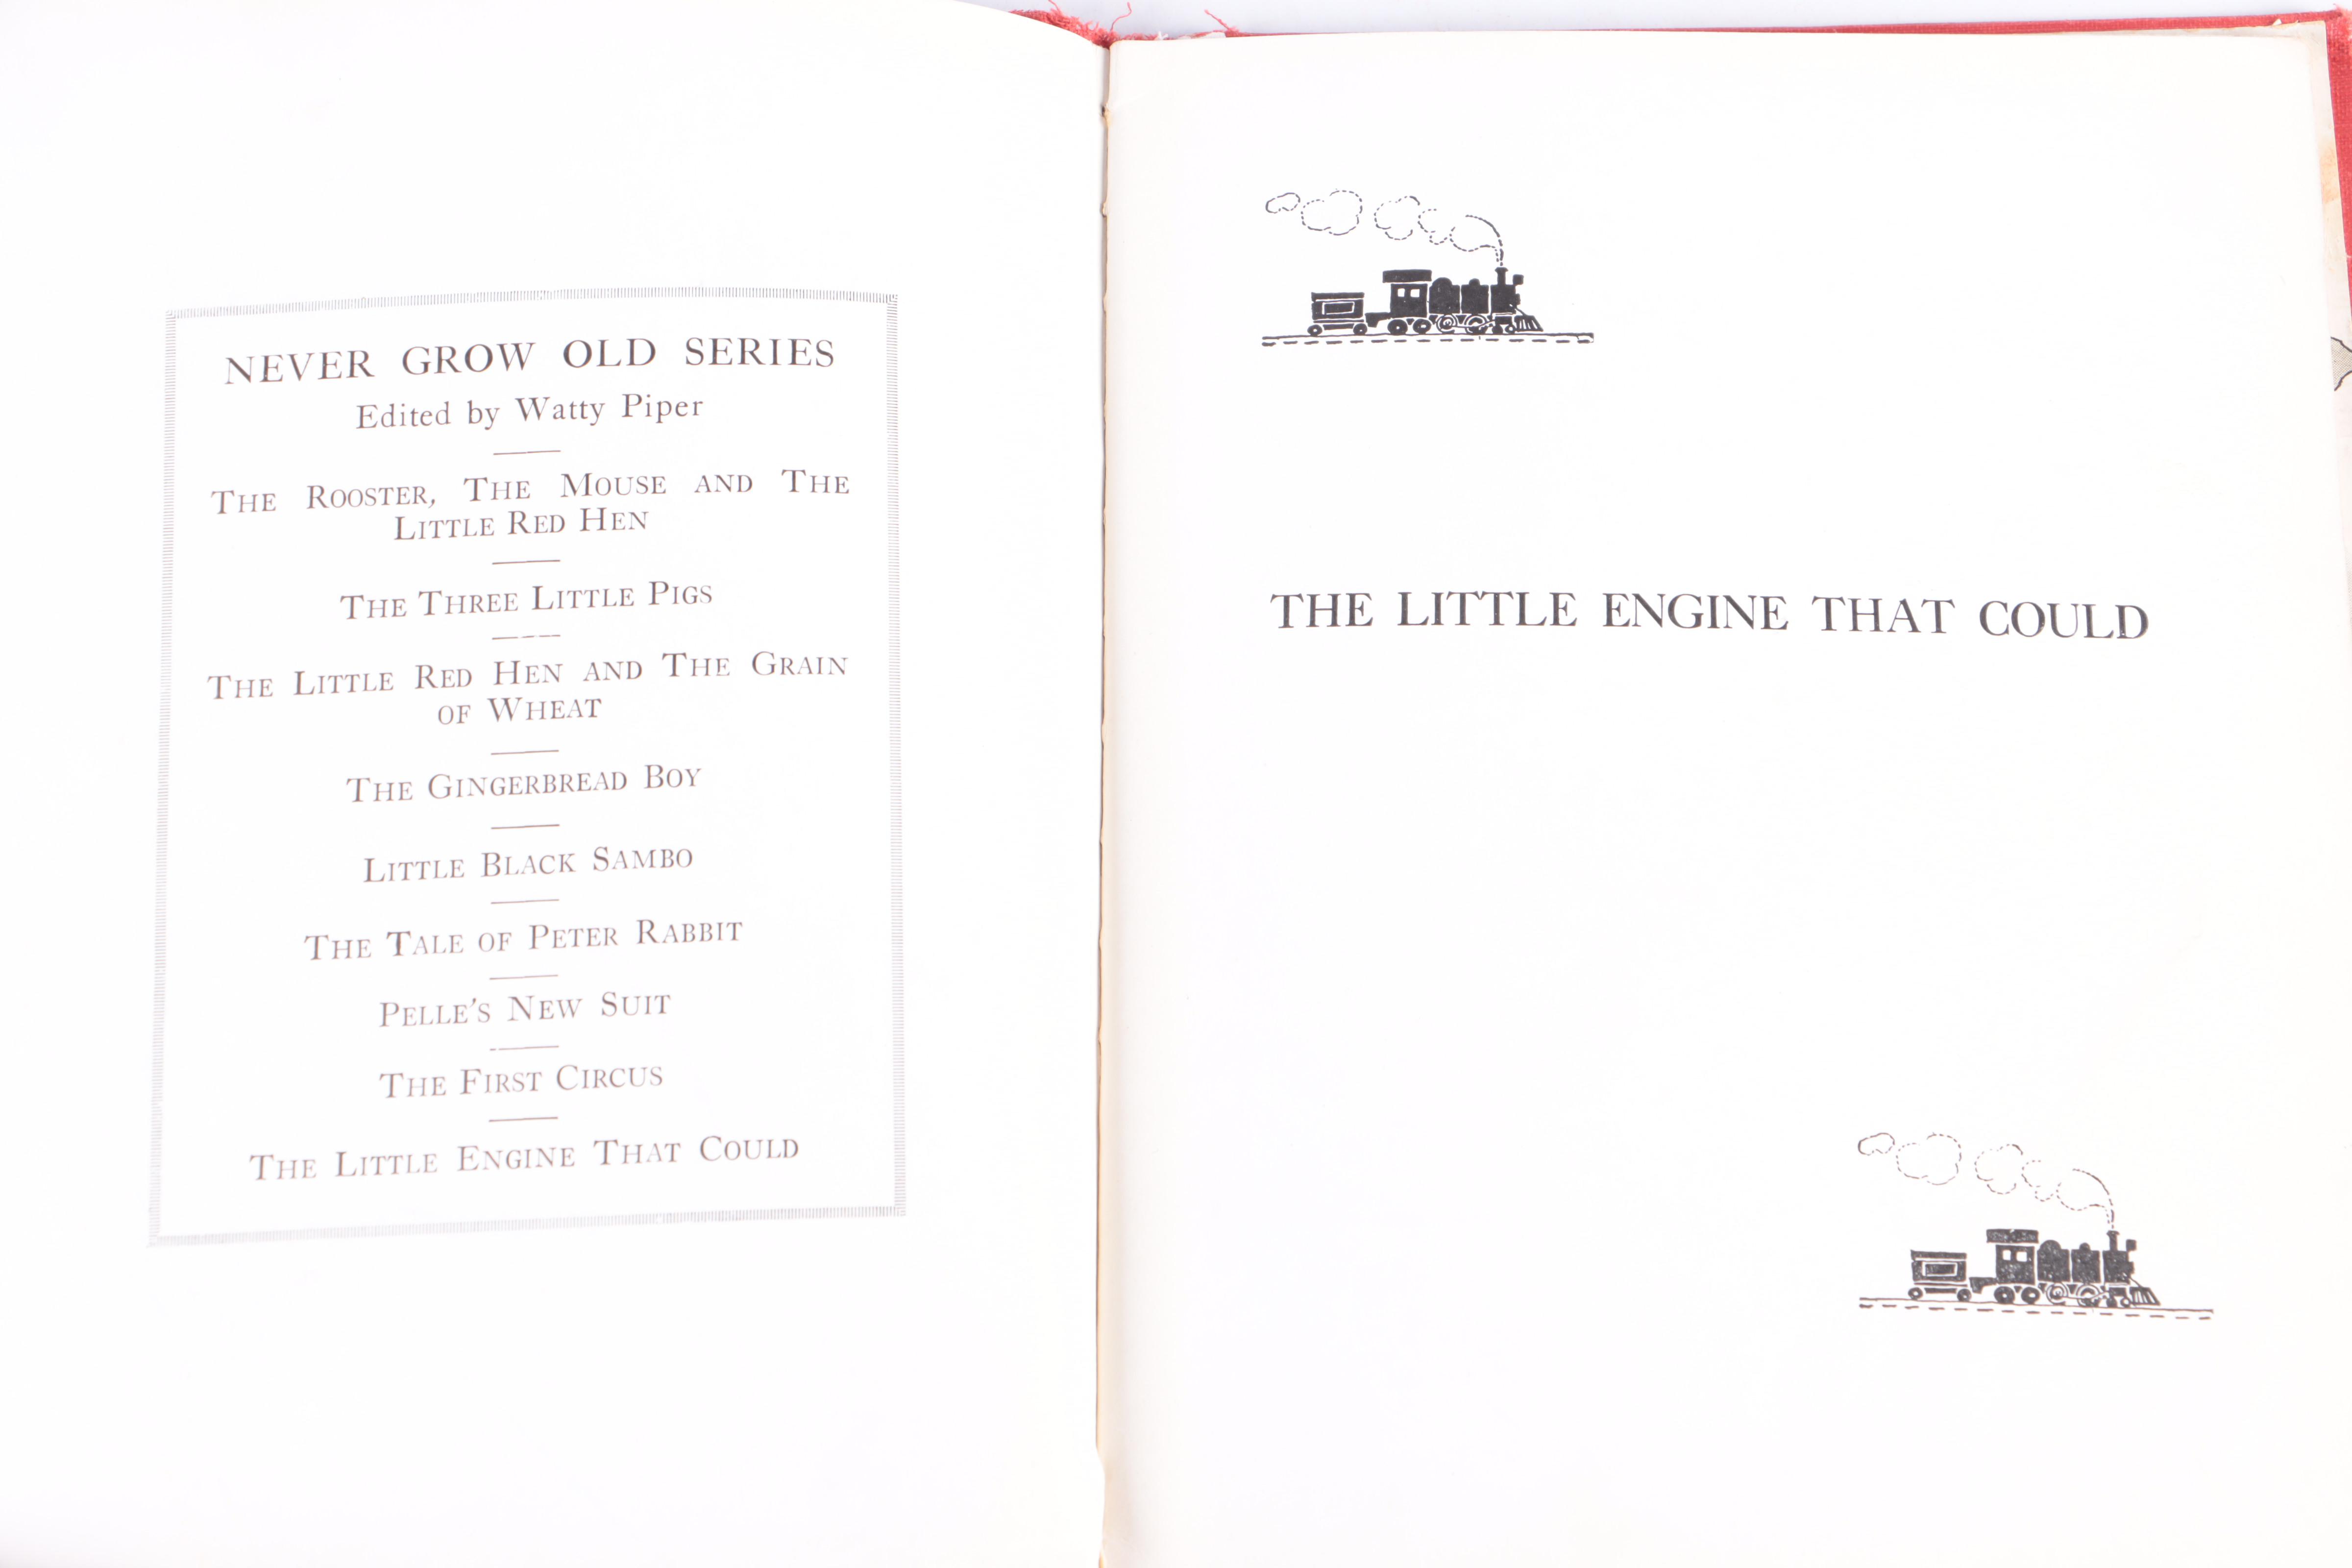 NEVER GROW OLD SERIES
Edited by Watty Piper
THE ROOSTER, THE MOUSE AND THE
LITTLE RED HEN
THE THREE LITTLE PIGS
THE LITTLE RED HEN AND THE GRAIN
OF WHEAT
THE GINGERBREAD BOY
LITTLE BLACK SAMBO
THE TALE OF PETER RABBIT
PELLE'S NEW SUIT
THE FIRST CIRCUS
THE LITTLE ENGINE THAT COULD
THE LITTLE ENGINE THAT COULD